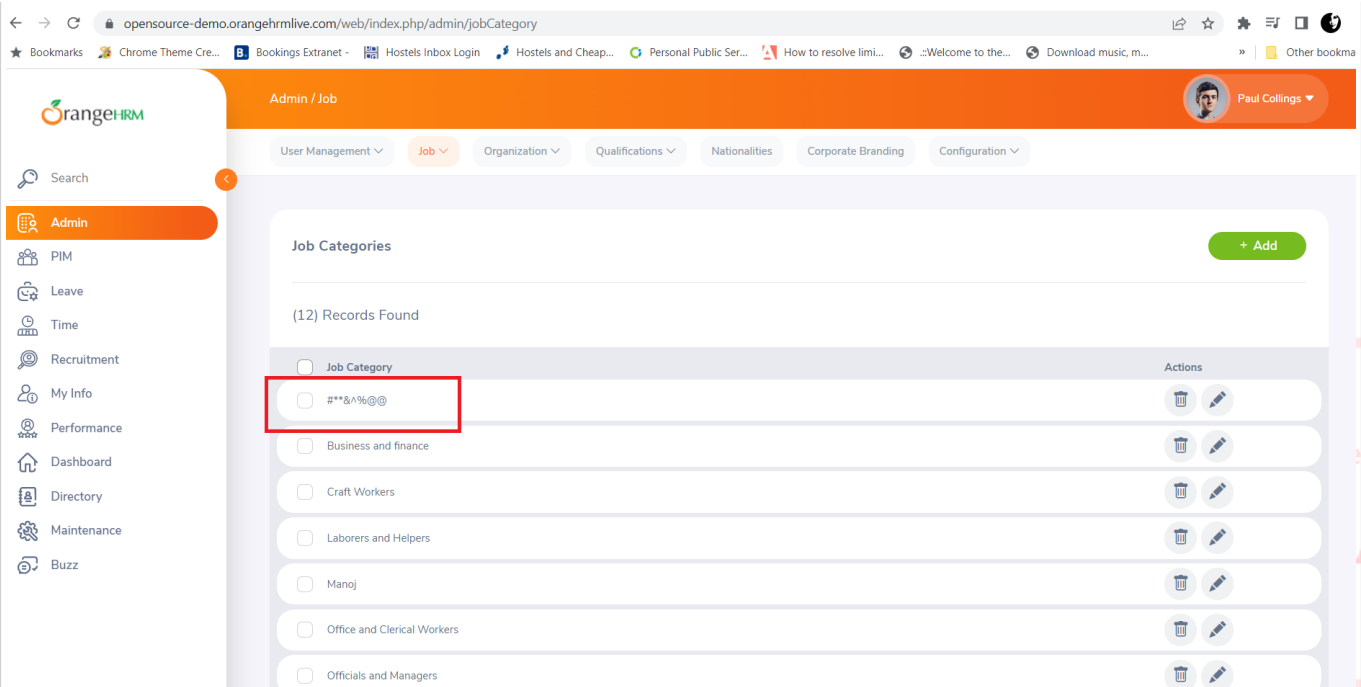 opensource-demo.orangehrmlive.com/web/index.php/admin/jobCategory
Bookmarks Chrome Theme Cre... B. Bookings Extranet - Hostels Inbox Login Hostels and Cheap... Personal Public Ser... How to resolve limi... .::Welcome to the... Download music, m... » Other bookma
OrangeHRM
Admin / Job
Paul Collings
User Management Job Organization Qualifications Nationalities Corporate Branding Configuration
Search
Admin
PIM
Leave
Time
Recruitment
My Info
Performance
Dashboard
Directory
Maintenance
Buzz
Job Categories
+ Add
(12) Records Found
Job Category Actions
#**&^%@@
Business and finance
Craft Workers
Laborers and Helpers
Manoj
Office and Clerical Workers
Officials and Managers